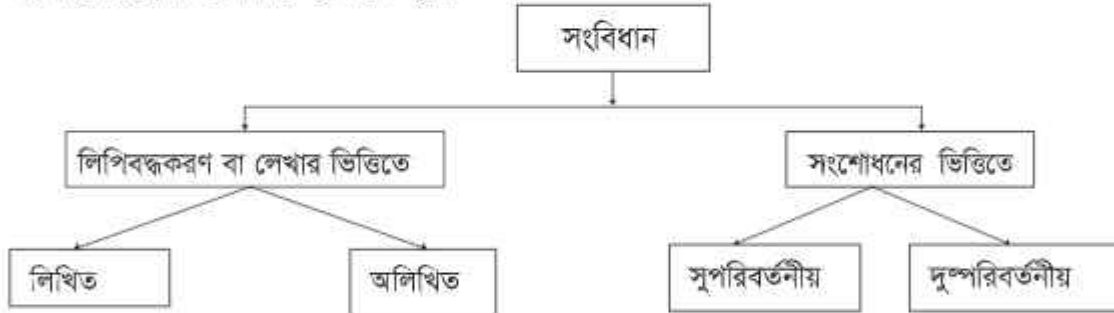 সংবিধান
লিপিবদ্ধকরণ বা লেখার ভিত্তিতে
সংশোধনের ভিত্তিতে
লিখিত
অলিখিত
সুপরিবর্তনীয়
দুষ্পরিবর্তনীয়